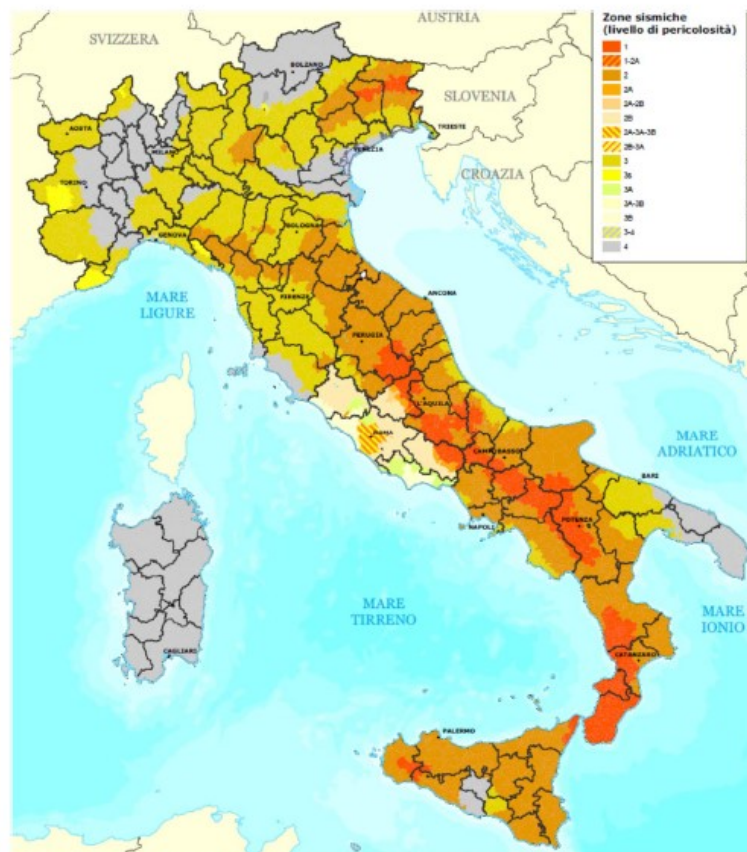 AUSTRIA
SVIZZERA
BOLZANO
SLOVENIA
AOSTA
TRIESTE
MILANO
VENEZIA
CROAZIA
TORINO
BOLOGNA
GENOVA
MARE
LIGURE
FIRENZE
ANCONA
PERUGIA
L'AQUILA
ROMA
CAMPOBASSO
MARE
ADRIATICO
BARI
NAPOLI
POTENZA
MARE
TIRRENO
MARE
IONIO
CAGLIARI
CATANZARO
PALERMO
Zone sismiche
(livello di pericolosità)
1
1-2A
2
2A
2A-2B
2B
2A-3A-3B
2B-3A
3
3s
3A
3A-3B
3B
3-4
4